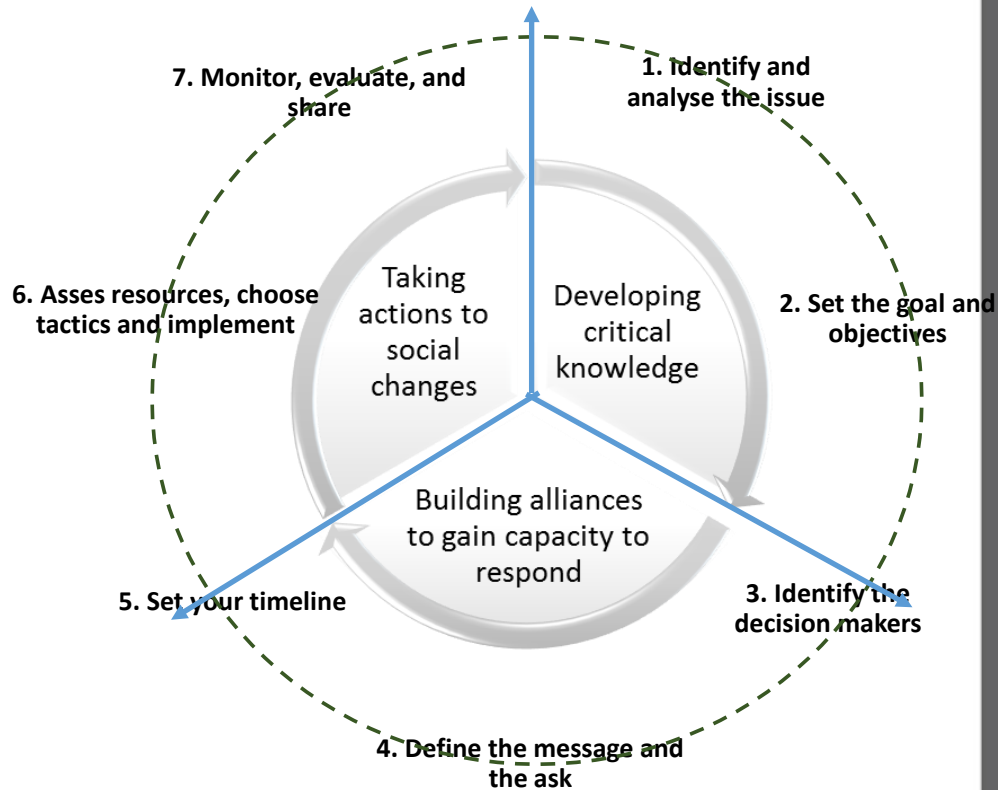 1. Identify and
analyse the issue
2. Set the goal and
objectives
3. Identify the
decision makers
4. Define the message and
the ask
5. Set your timeline
6. Asses resources, choose
tactics and implement
7. Monitor, evaluate, and
share
Developing
critical
knowledge
Building alliances
to gain capacity to
respond
Taking
actions to
social
changes